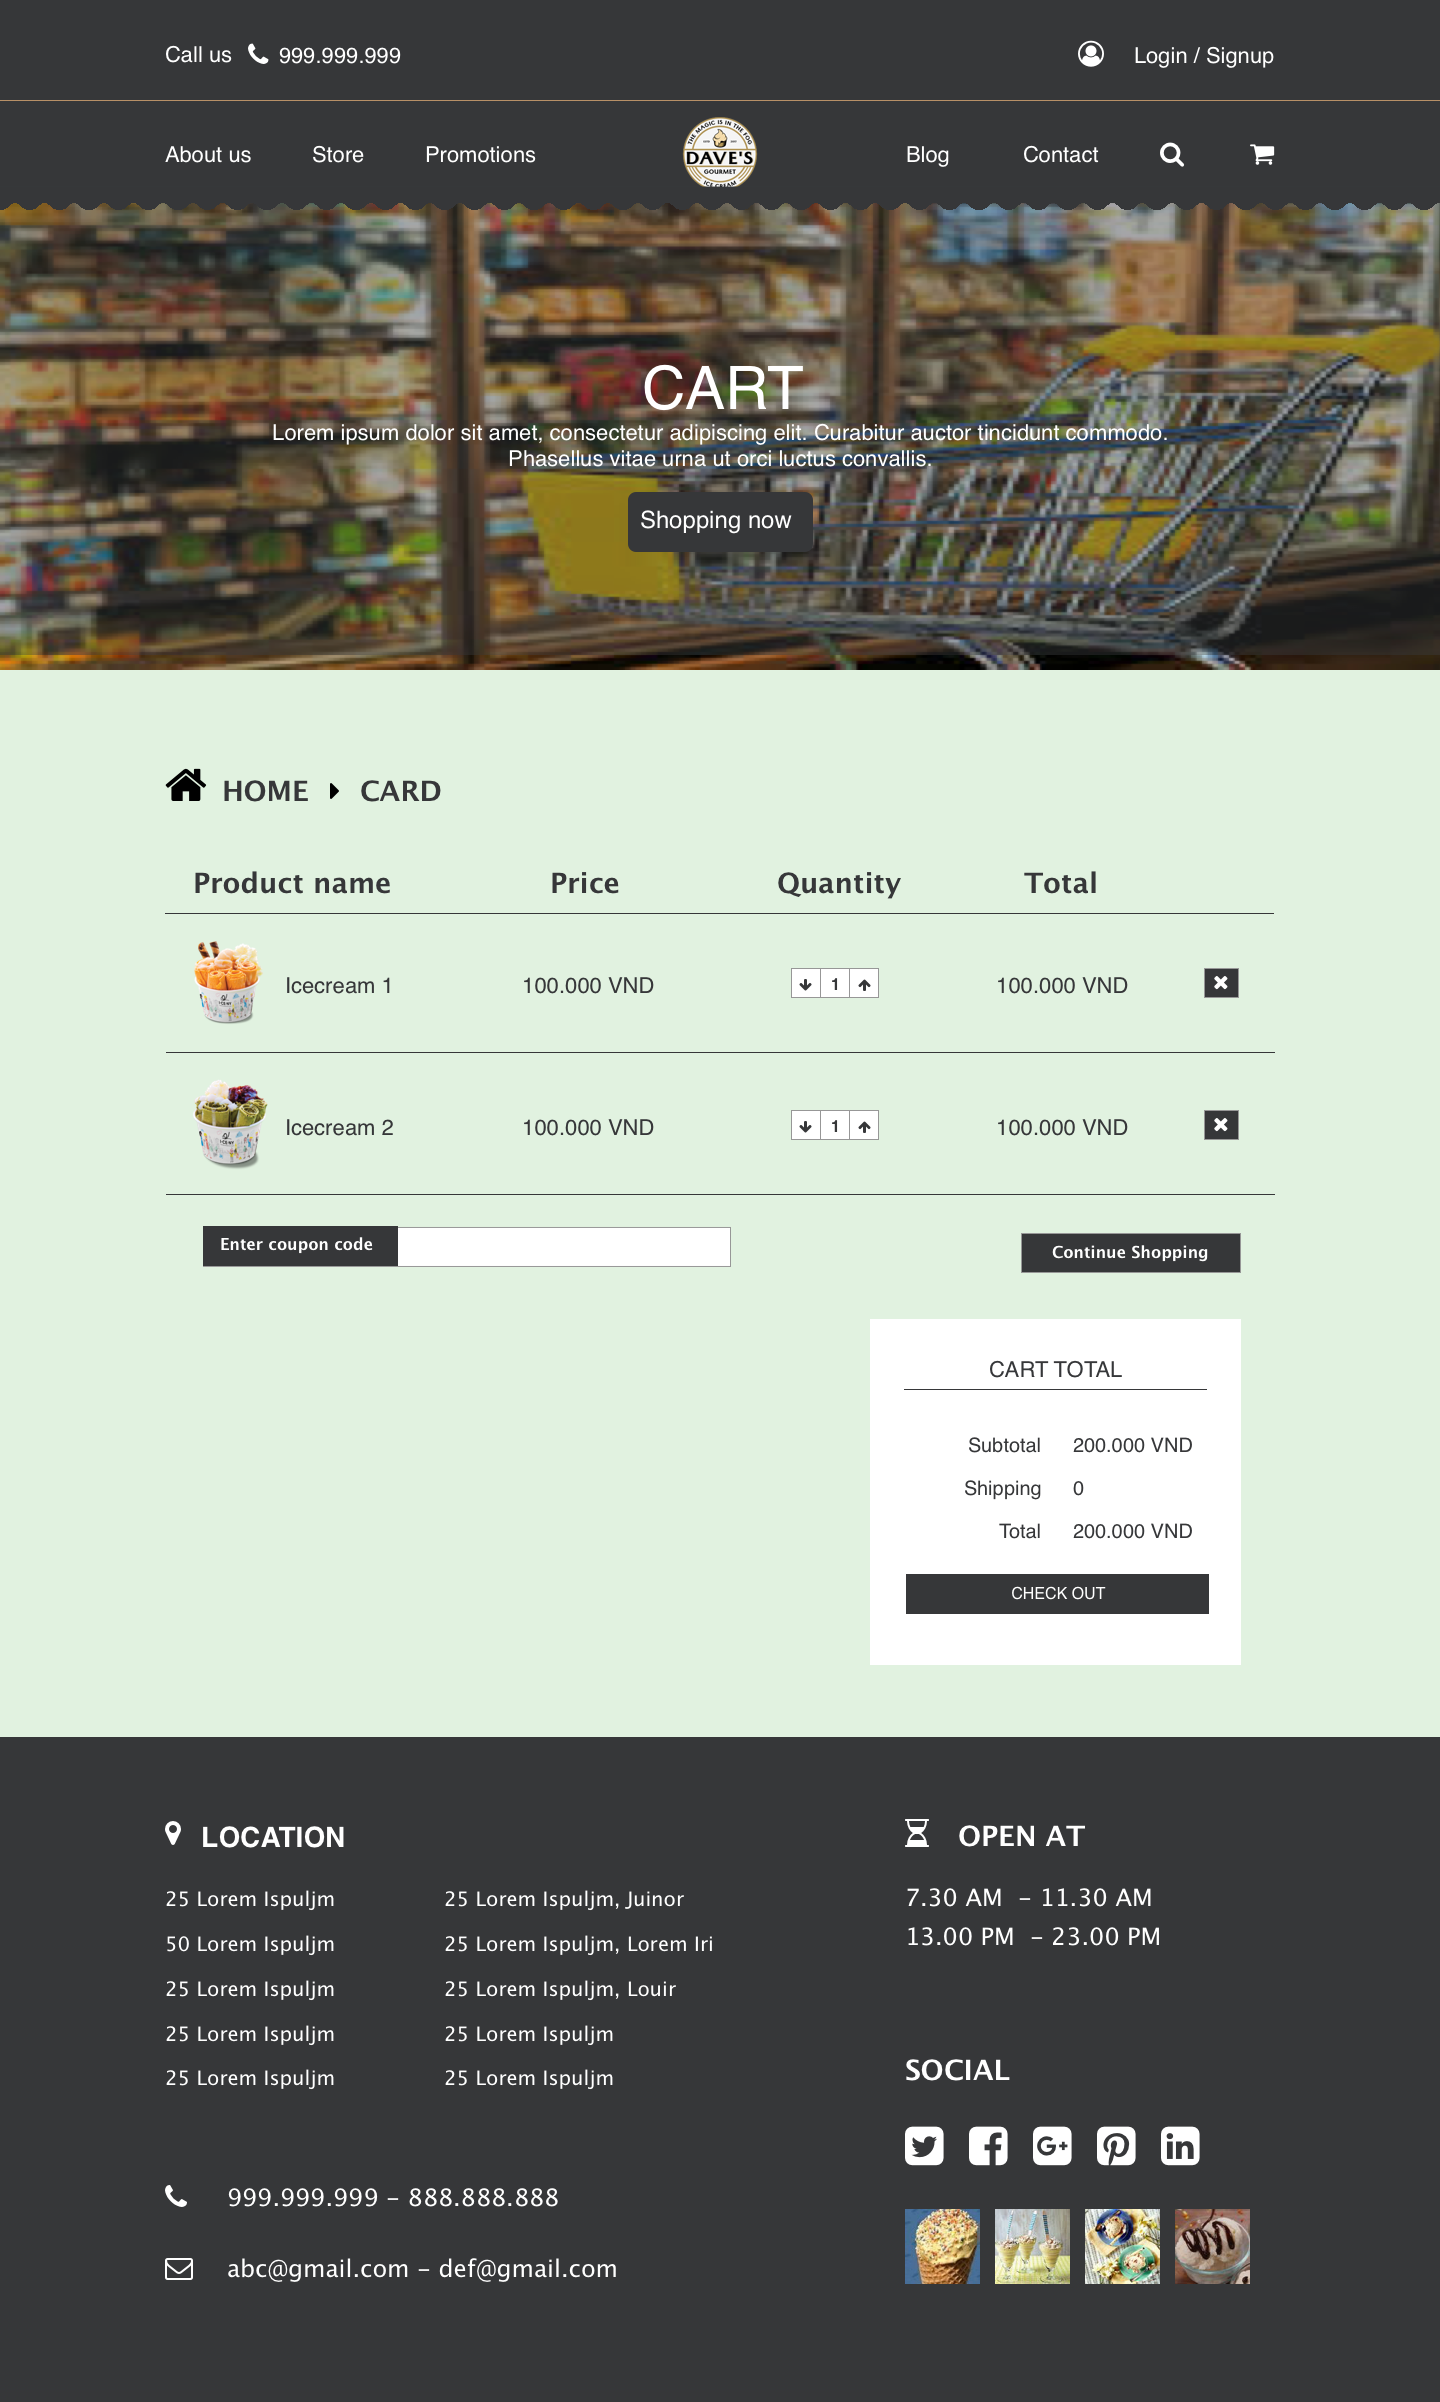 Call us 999.999.999 Login / Signup
About us Store Promotions Blog Contact
THE MAGIC IS IN THE FOG
DAVE'S
GOURMET
ICE CREAM
CART
Lorem ipsum dolor sit amet, consectetur adipiscing elit. Curabitur auctor tincidunt commodo.
Phasellus vitae urna ut orci luctus convallis.
Shopping now
HOME CARD
Product name Price Quantity Total
Icecream 1 100.000 VND 1 100.000 VND
Icecream 2 100.000 VND 1 100.000 VND
Enter coupon code
Continue Shopping
CART TOTAL
Subtotal 200.000 VND
Shipping 0
Total 200.000 VND
CHECK OUT
LOCATION
25 Lorem Ispuljm 25 Lorem Ispuljm, Juinor
50 Lorem Ispuljm 25 Lorem Ispuljm, Lorem Iri
25 Lorem Ispuljm 25 Lorem Ispuljm, Louir
25 Lorem Ispuljm 25 Lorem Ispuljm
25 Lorem Ispuljm 25 Lorem Ispuljm
999.999.999 – 888.888.888
abc@gmail.com – def@gmail.com
OPEN AT
7.30 AM – 11.30 AM
13.00 PM – 23.00 PM
SOCIAL